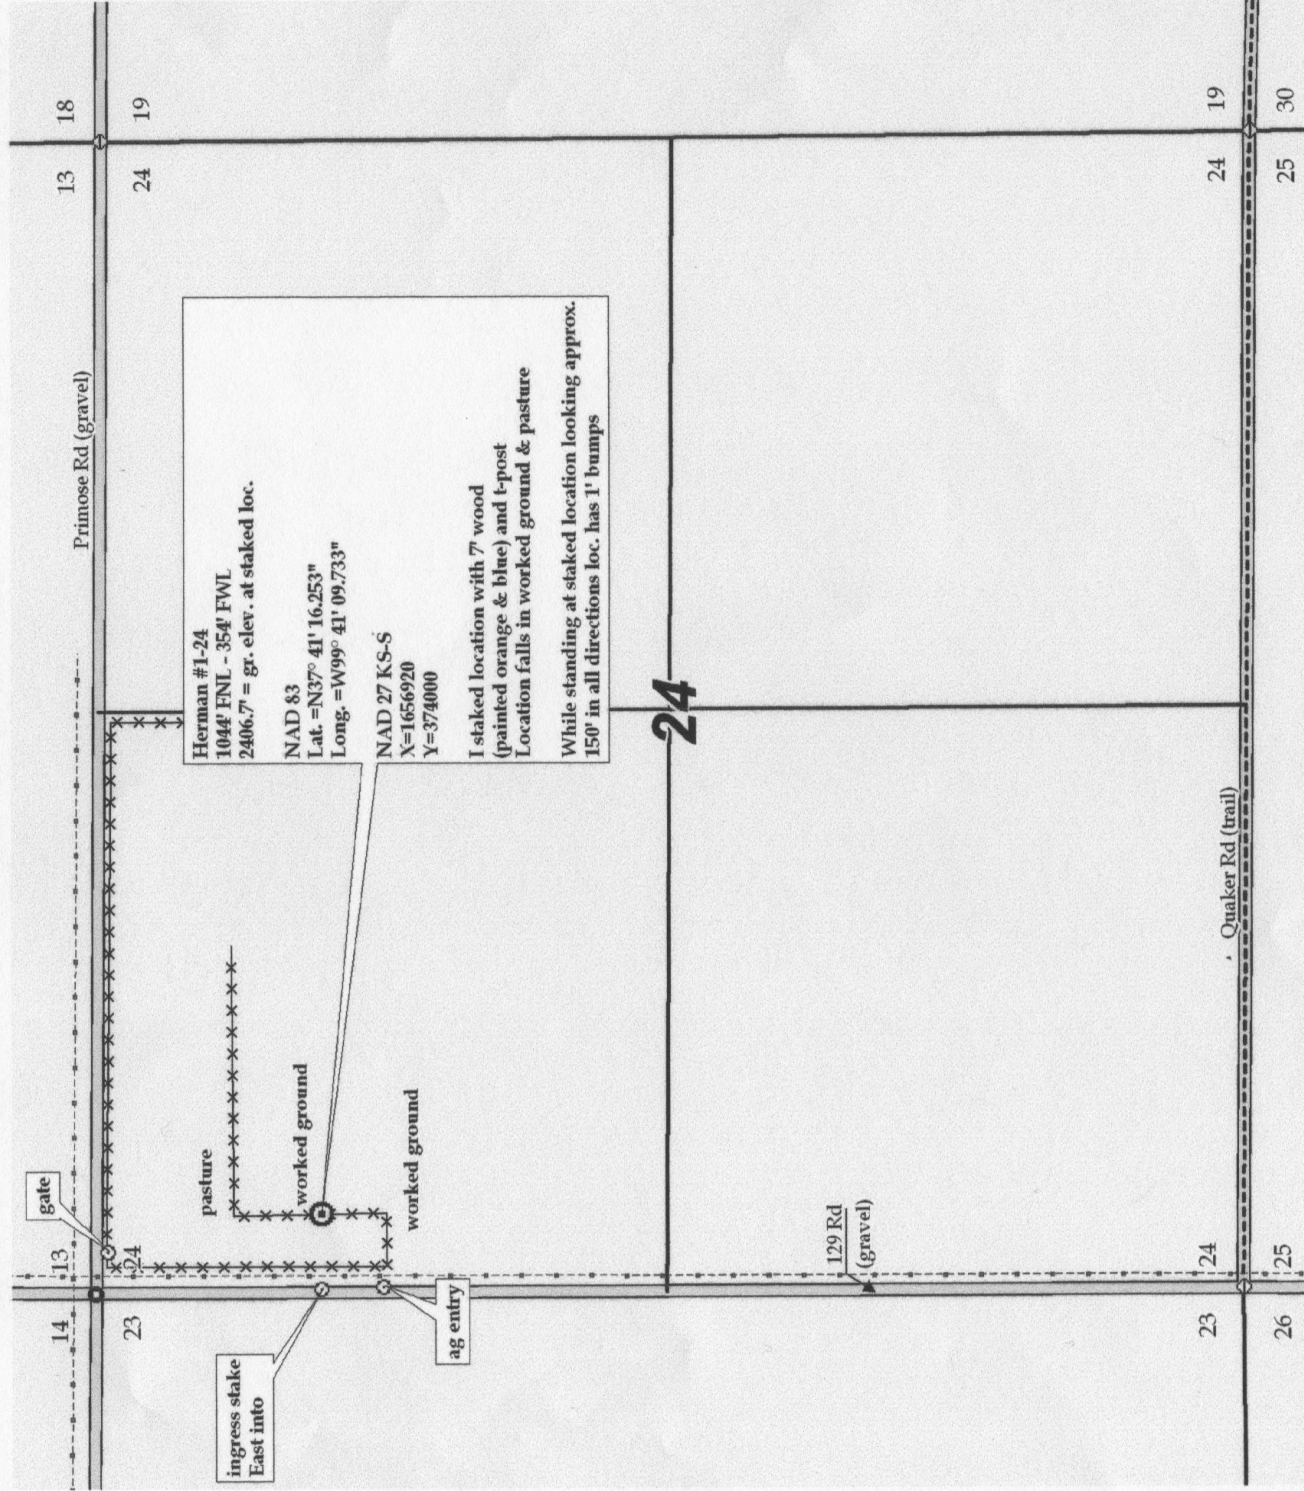 Primose Rd (gravel)
18
19
13
24
19
30
24
25
Herman #1-24
1044' FNL - 354' FWL
2406.7' = gr. elev. at staked loc.
NAD 83
Lat. =N37° 41' 16.253"
Long. =W99° 41' 09.733"
NAD 27 KS-S
X=1656920
Y=374000
I staked location with 7' wood
(painted orange & blue) and t-post
Location falls in worked ground & pasture
While standing at staked location looking approx.
150' in all directions loc. has 1' bumps
24
gate
13
24
14
23
pasture
worked ground
worked ground
ingress stake
East into
ag entry
129 Rd
(gravel)
Quaker Rd (trail)
24
25
23
26